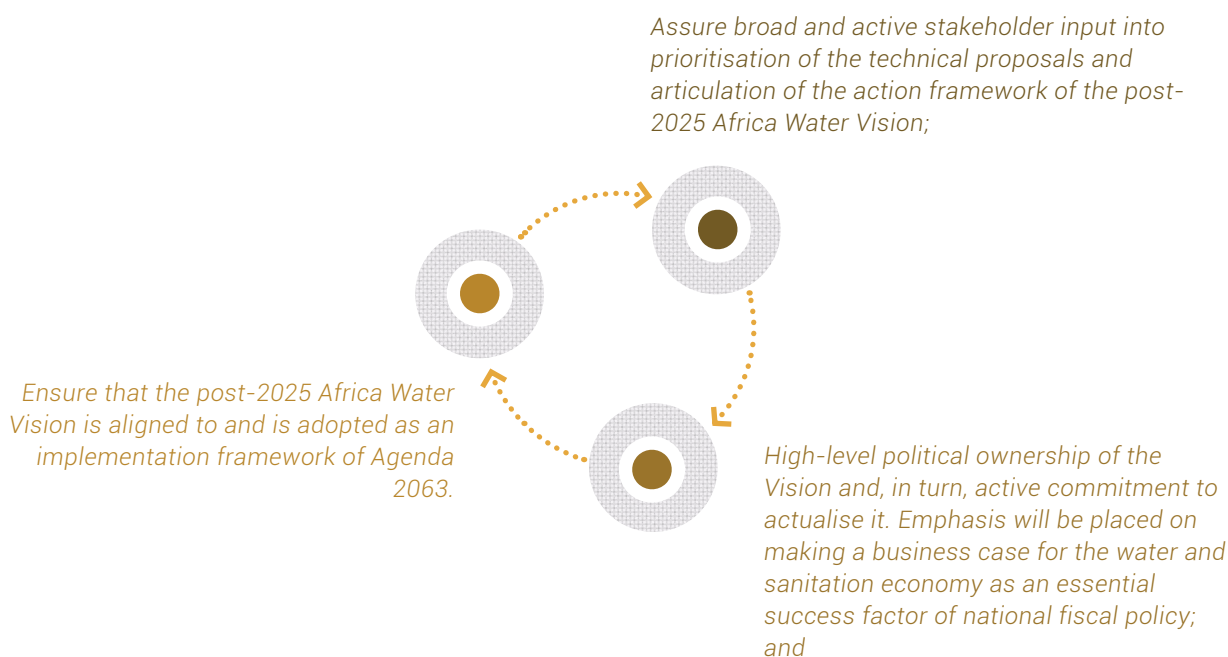 Assure broad and active stakeholder input into
prioritisation of the technical proposals and
articulation of the action framework of the post-
2025 Africa Water Vision;
High-level political ownership of the
Vision and, in turn, active commitment to
actualise it. Emphasis will be placed on
making a business case for the water and
sanitation economy as an essential
success factor of national fiscal policy;
and
Ensure that the post-2025 Africa Water
Vision is aligned to and is adopted as an
implementation framework of Agenda
2063.